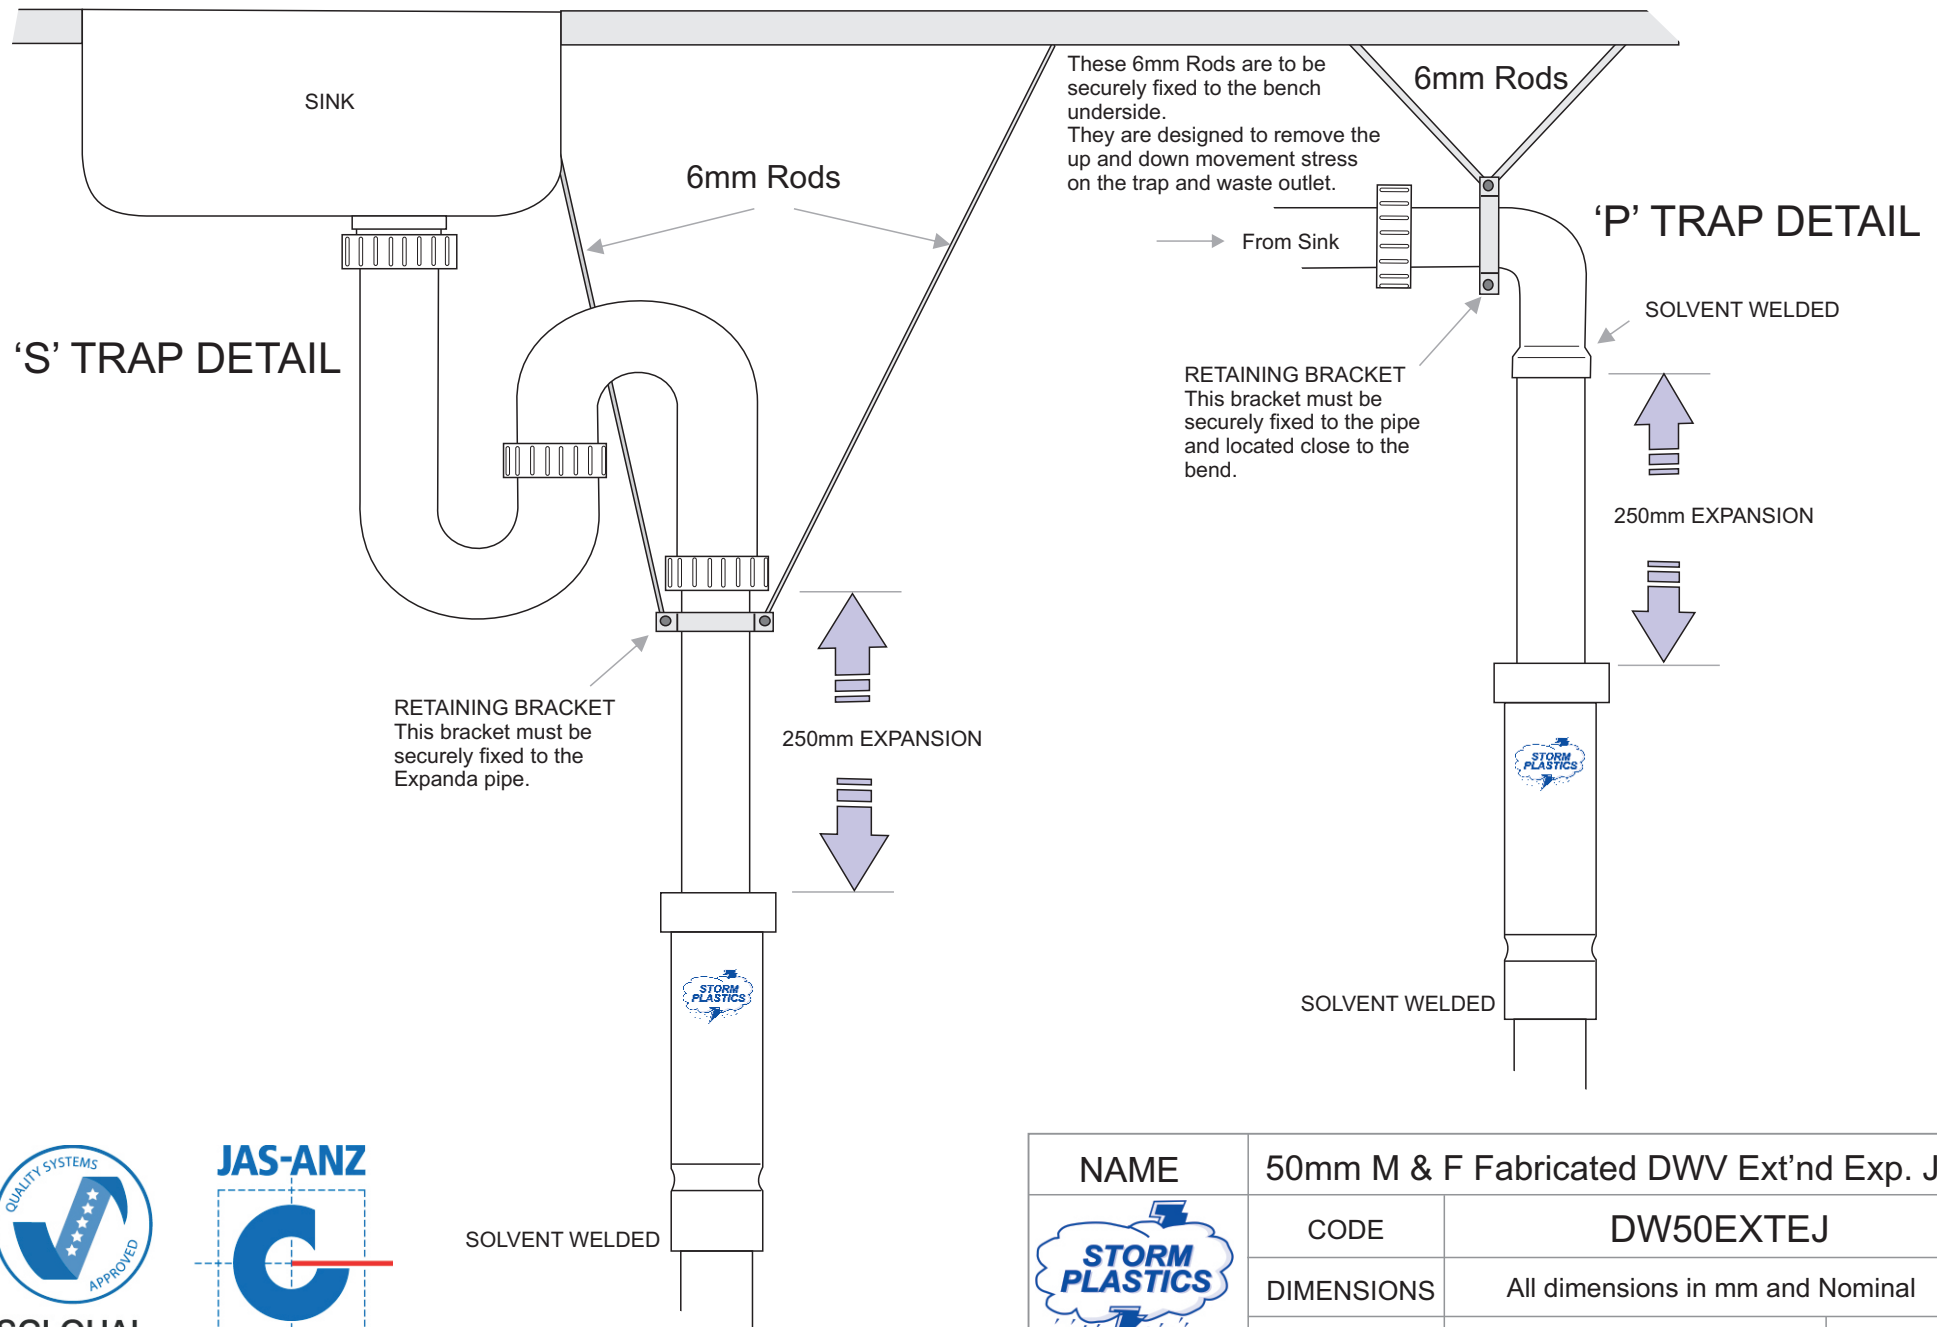 SINK
6mm Rods
These 6mm Rods are to be
securely fixed to the bench
underside.
They are designed to remove the
up and down movement stress
on the trap and waste outlet.
6mm Rods
From Sink
‘P’ TRAP DETAIL
SOLVENT WELDED
‘S’ TRAP DETAIL
RETAINING BRACKET
This bracket must be
securely fixed to the pipe
and located close to the
bend.
250mm EXPANSION
RETAINING BRACKET
This bracket must be
securely fixed to the
Expanda pipe.
250mm EXPANSION
STORM
PLASTICS
STORM
PLASTICS
SOLVENT WELDED
SOLVENT WELDED
QUALITY SYSTEMS
APPROVED
JAS-ANZ
NAME
50mm M & F Fabricated DWV Ext’nd Exp. J
STORM
PLASTICS
CODE
DW50EXTEJ
DIMENSIONS
All dimensions in mm and Nominal